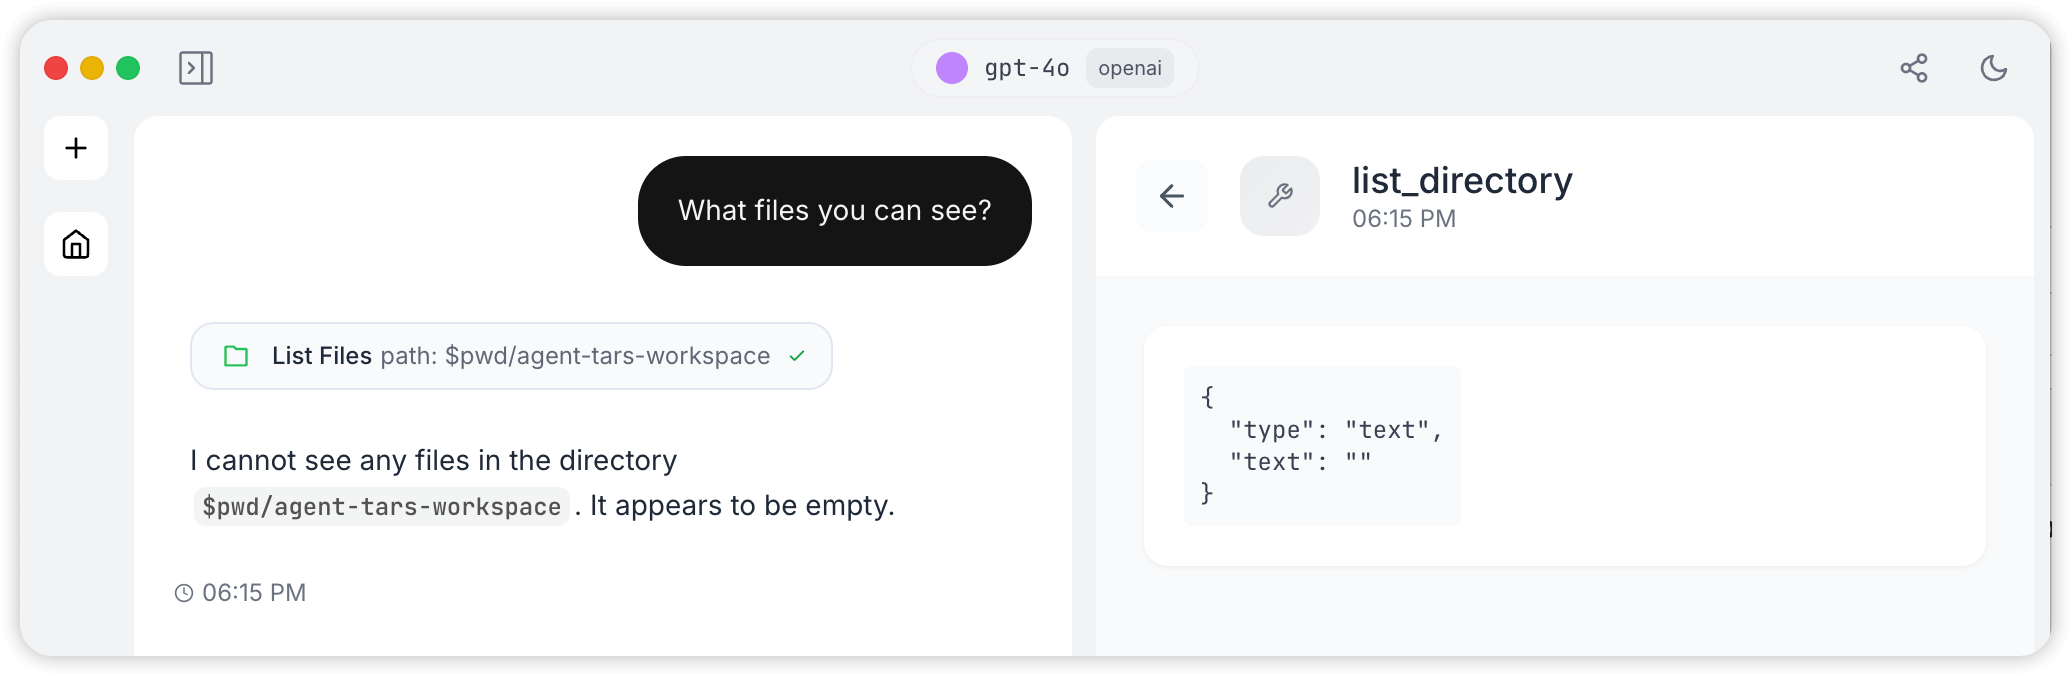 gpt-4o openai
What files you can see?
List Files path: $pwd/agent-tars-workspace
I cannot see any files in the directory
$pwd/agent-tars-workspace . It appears to be empty.
06:15 PM
list_directory
06:15 PM
{
"type": "text",
"text": ""
}